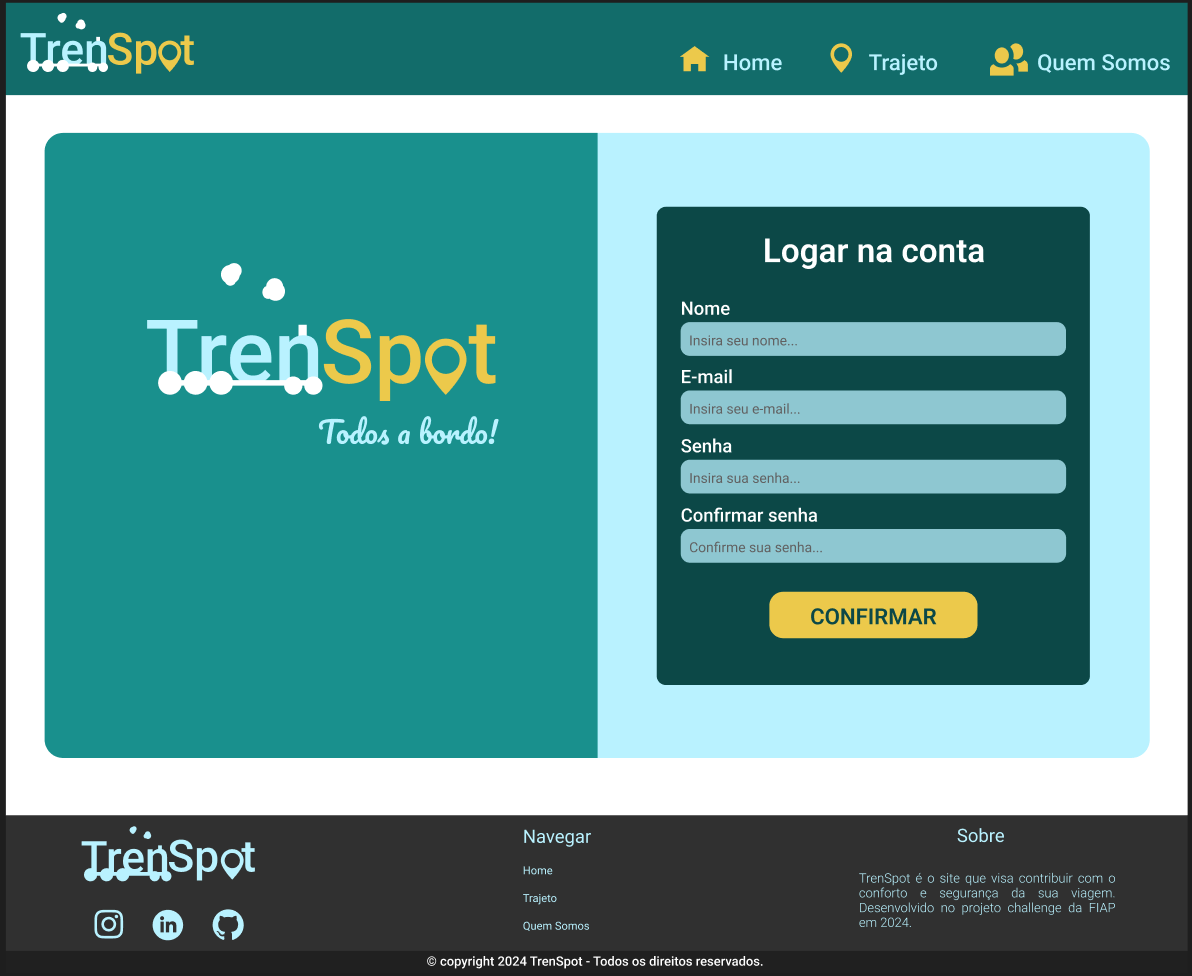 TrenSpot
Home
Trajeto
Quem Somos
TrenSpot
Todos a bordo!
Logar na conta
Nome
Insira seu nome...
E-mail
Insira seu e-mail...
Senha
Insira sua senha...
Confirmar senha
Confirme sua senha...
CONFIRMAR
TrenSpot
Navegar
Home
Trajeto
Quem Somos
Sobre
TrenSpot é o site que visa contribuir com o
conforto e segurança da sua viagem.
Desenvolvido no projeto challenge da FIAP
em 2024.
in
© copyright 2024 TrenSpot - Todos os direitos reservados.